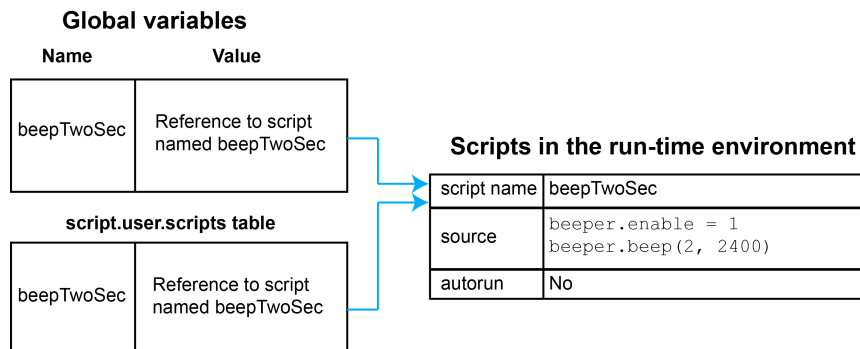 Global variables
Name Value
beepTwoSec
Reference to script
named beepTwoSec
script.user.scripts table
beepTwoSec
Reference to script
named beepTwoSec
Scripts in the run-time environment
script name beepTwoSec
source
beeper.enable = 1
beeper.beep(2, 2400)
autorun No